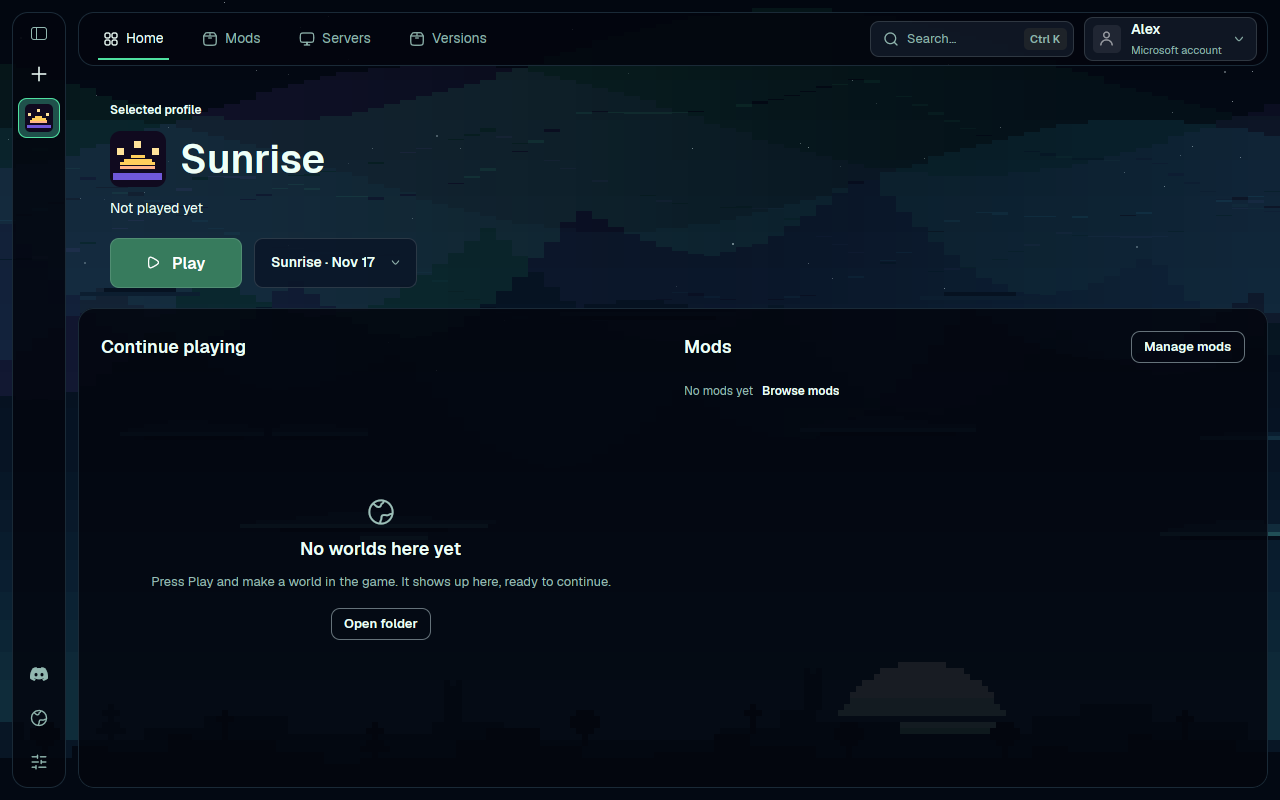 Home
Mods
Servers
Versions
Search...
Ctrl K
Alex
Microsoft account
Selected profile
Sunrise
Not played yet
Play
Sunrise · Nov 17
Continue playing
Mods
Manage mods
No mods yet Browse mods
No worlds here yet
Press Play and make a world in the game. It shows up here, ready to continue.
Open folder